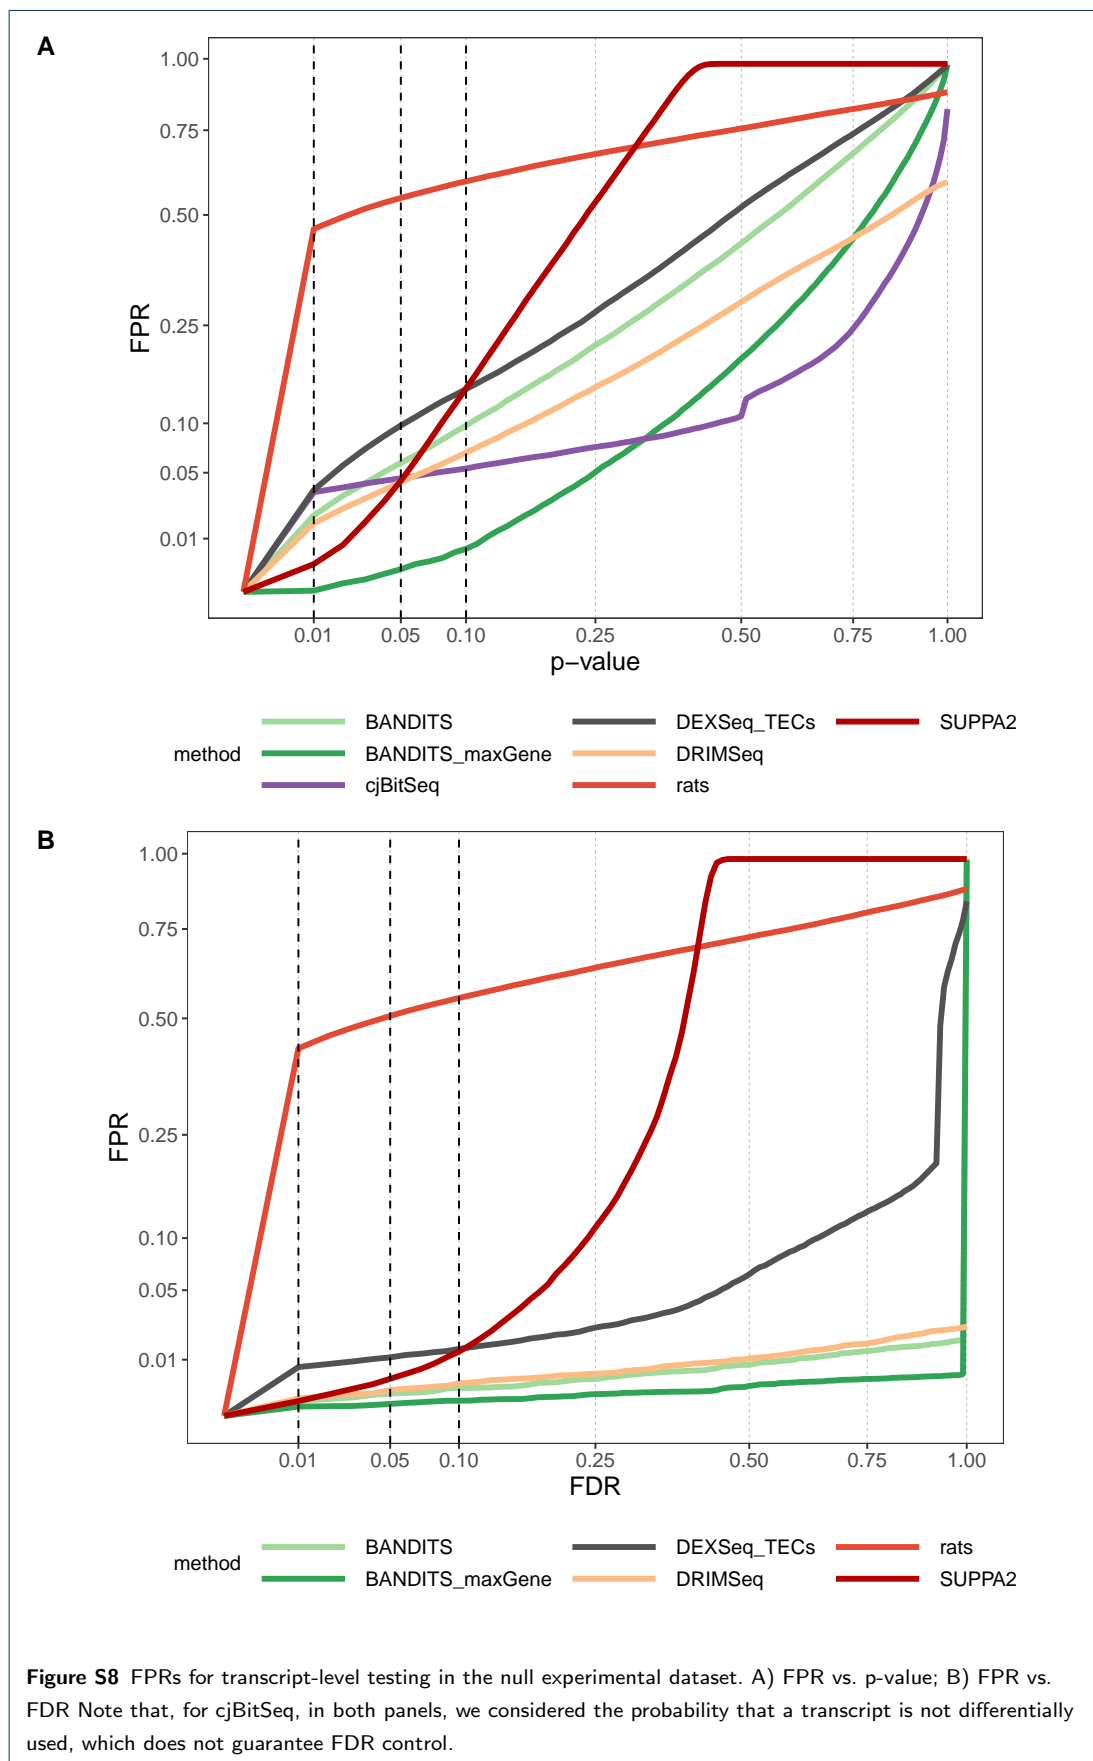 A
1.00
0.75
0.50
0.25
0.10
0.05
0.01
FPR
0.01 0.05 0.10 0.25 0.50 0.75 1.00
p−value
method
BANDITS DEXSeq_TECs SUPPA2
BANDITS_maxGene DRIMSeq
cjBitSeq rats
B
1.00
0.75
0.50
0.25
0.10
0.05
0.01
FPR
0.01 0.05 0.10 0.25 0.50 0.75 1.00
FDR
method
BANDITS DEXSeq_TECs rats
BANDITS_maxGene DRIMSeq SUPPA2
Figure S8 FPRs for transcript-level testing in the null experimental dataset. A) FPR vs. p-value; B) FPR vs.
FDR Note that, for cjBitSeq, in both panels, we considered the probability that a transcript is not differentially
used, which does not guarantee FDR control.